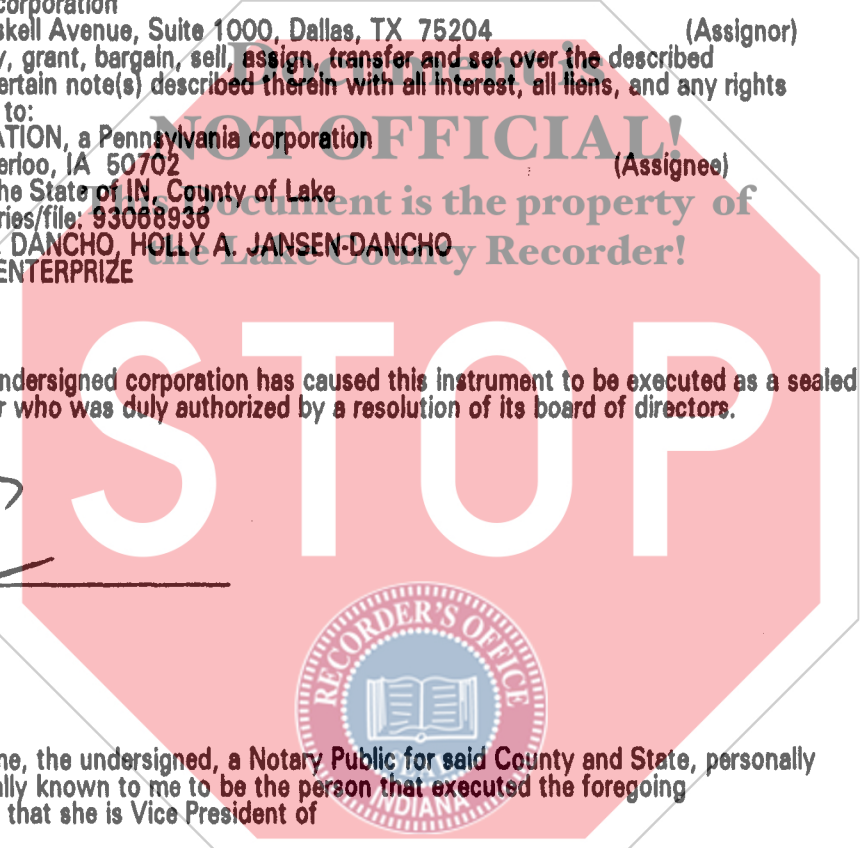 corporation
skell Avenue, Suite 1000, Dallas, TX 75204 (Assignor)
y, grant, bargain, sell, assign, transfer and set over the described
ertain note(s) described therein with all interest, all liens, and any rights
to:
ATION, a Pennsylvania corporation
erloo, IA 50702 (Assignee)
he State of IN, County of Lake
ries/file: 93068936
. DANCHO, HOLLY A. JANSEN-DANCHO
ENTERPRIZE
Document is
NOT OFFICIAL!
This Document is the property of
the Lake County Recorder!
ndersigned corporation has caused this instrument to be executed as a sealed
r who was duly authorized by a resolution of its board of directors.
STOP
RECORDER'S OFFICE
INDIANA
ne, the undersigned, a Notary Public for said County and State, personally
ally known to me to be the person that executed the foregoing
that she is Vice President of